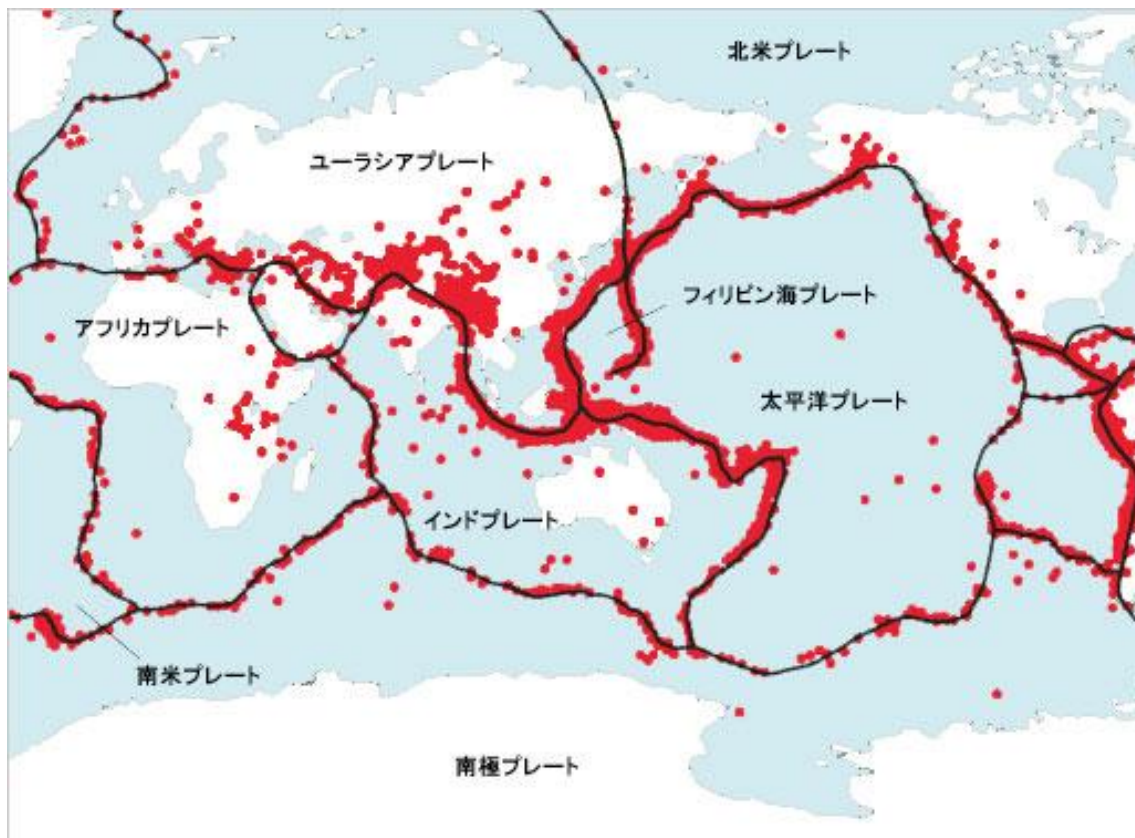 北米プレート
ユーラシアプレート
フィリピン海プレート
アフリカプレート
太平洋プレート
インドプレート
南米プレート
南極プレート